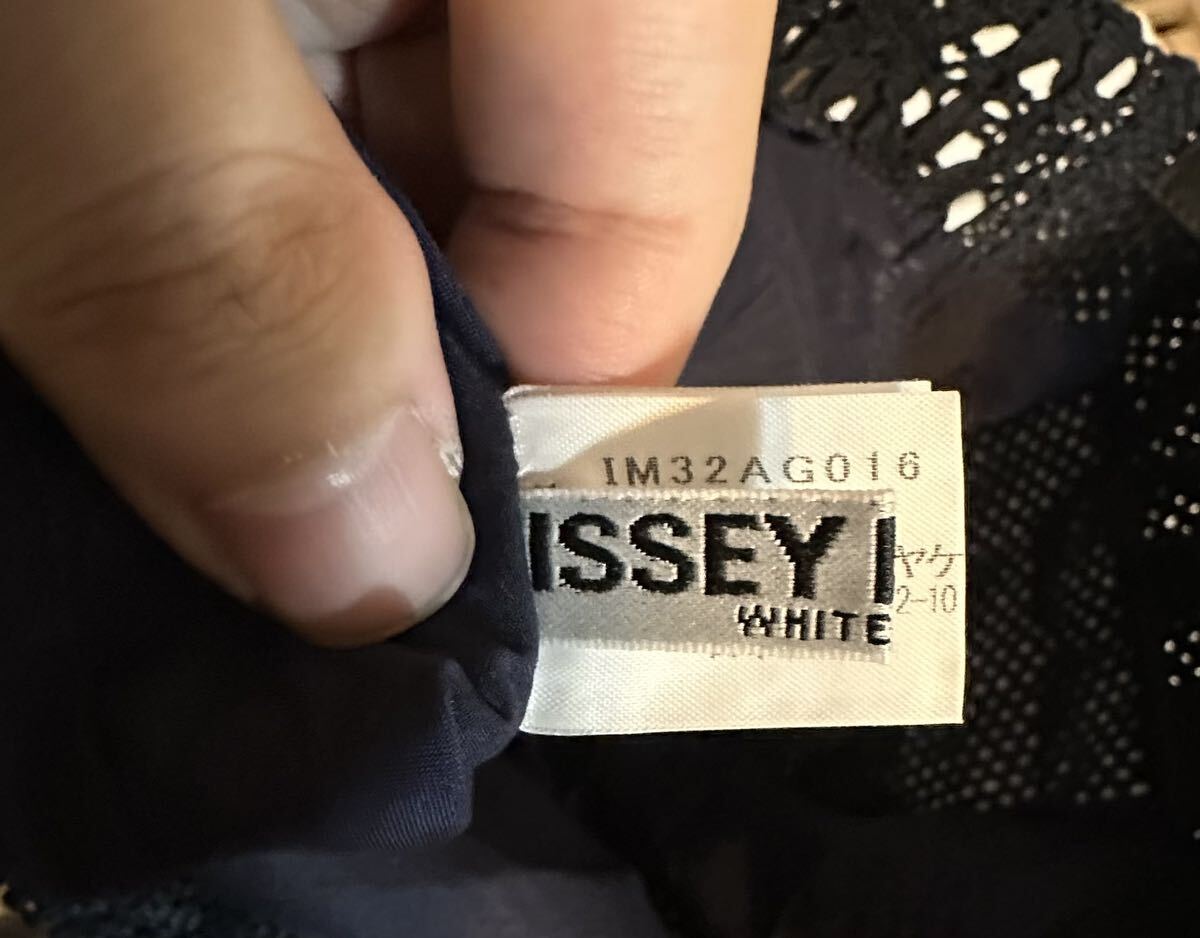 IM32AG016
ISSEY
WHITE
ヤケ
2-10